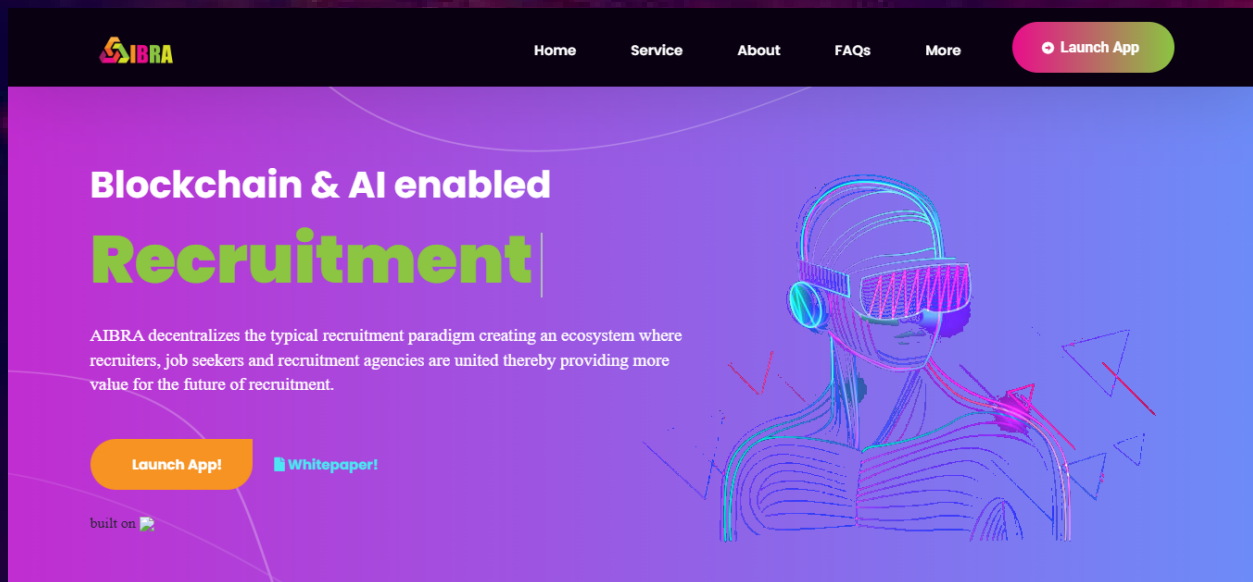 AIBRA
Home Service About FAQs More Launch App
Blockchain & AI enabled
Recruitment
AIBRA decentralizes the typical recruitment paradigm creating an ecosystem where
recruiters, job seekers and recruitment agencies are united thereby providing more
value for the future of recruitment.
Launch App! Whitepaper!
built on